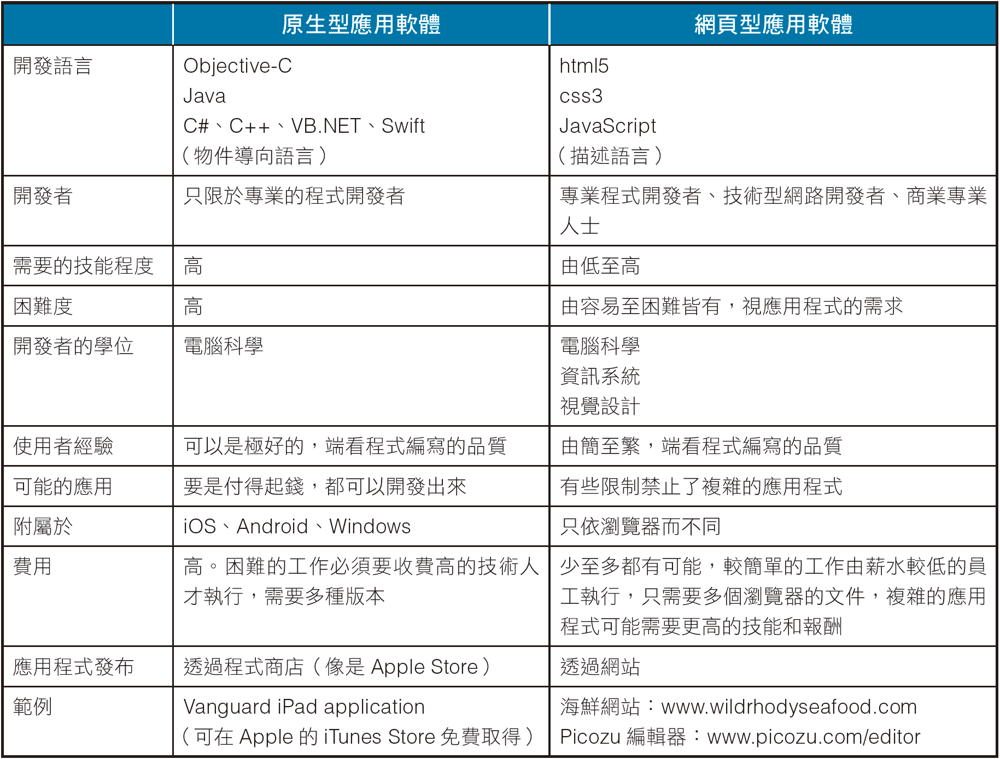 原生型應用軟體
網頁型應用軟體
開發語言
Objective-C
Java
C#、C++、VB.NET、Swift
（物件導向語言）
html5
css3
JavaScript
（描述語言）
開發者
只限於專業的程式開發者
專業程式開發者、技術型網路開發者、商業專業
人士
需要的技能程度
高
由低至高
困難度
高
由容易至困難皆有，視應用程式的需求
開發者的學位
電腦科學
電腦科學
資訊系統
視覺設計
使用者經驗
可以是極好的，端看程式編寫的品質
由簡至繁，端看程式編寫的品質
可能的應用
要是付得起錢，都可以開發出來
有些限制禁止了複雜的應用程式
附屬於
iOS、Android、Windows
只依瀏覽器而不同
費用
高。困難的工作必須要收費高的技術人
才執行，需要多種版本
少至多都有可能，較簡單的工作由薪水較低的員
工執行，只需要多個瀏覽器的文件，複雜的應用
程式可能需要更高的技能和報酬
應用程式發布
透過程式商店（像是 Apple Store）
透過網站
範例
Vanguard iPad application
（可在 Apple 的 iTunes Store 免費取得）
海鮮網站：www.wildrhodyseafood.com
Picozu 編輯器：www.picozu.com/editor